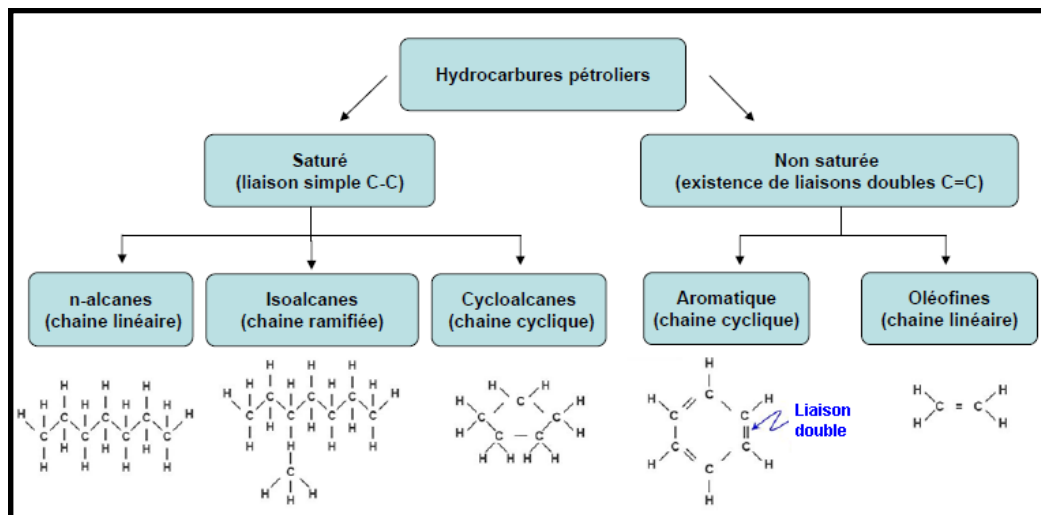 Hydrocarbures pétroliers
Saturé
(liaison simple C-C)
Non saturée
(existence de liaisons doubles C=C)
n-alcanes
(chaine linéaire)
Isoalcanes
(chaine ramifiée)
Cycloalcanes
(chaine cyclique)
Aromatique
(chaine cyclique)
Oléofines
(chaine linéaire)
H H H H
H H H H H
C C C C C C C
H H H H H H H
H H H
H H H H H
C C C C C C C
H H H H H H
H
C
H H H
H H
C
H H
C C
H H
C C
H H H H
H
C
H H
C C
C C
H H
C
H
Liaison
double
H H
C = C
H H